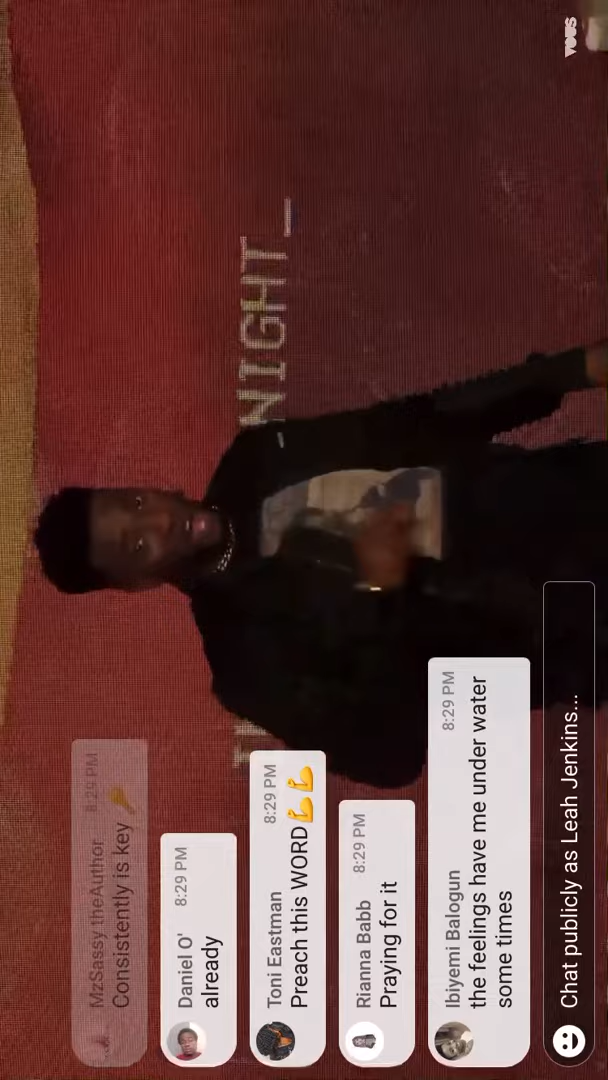 VOUS
NIGHT_
MzSassy theAuthor 8:29 PM
Consistently is key 🔑
Daniel O' 8:29 PM
already
Toni Eastman 8:29 PM
Preach this WORD💪💪
Rianna Babb 8:29 PM
Praying for it
Ibiyemi Balogun 8:29 PM
the feelings have me under water
some times
Chat publicly as Leah Jenkins...